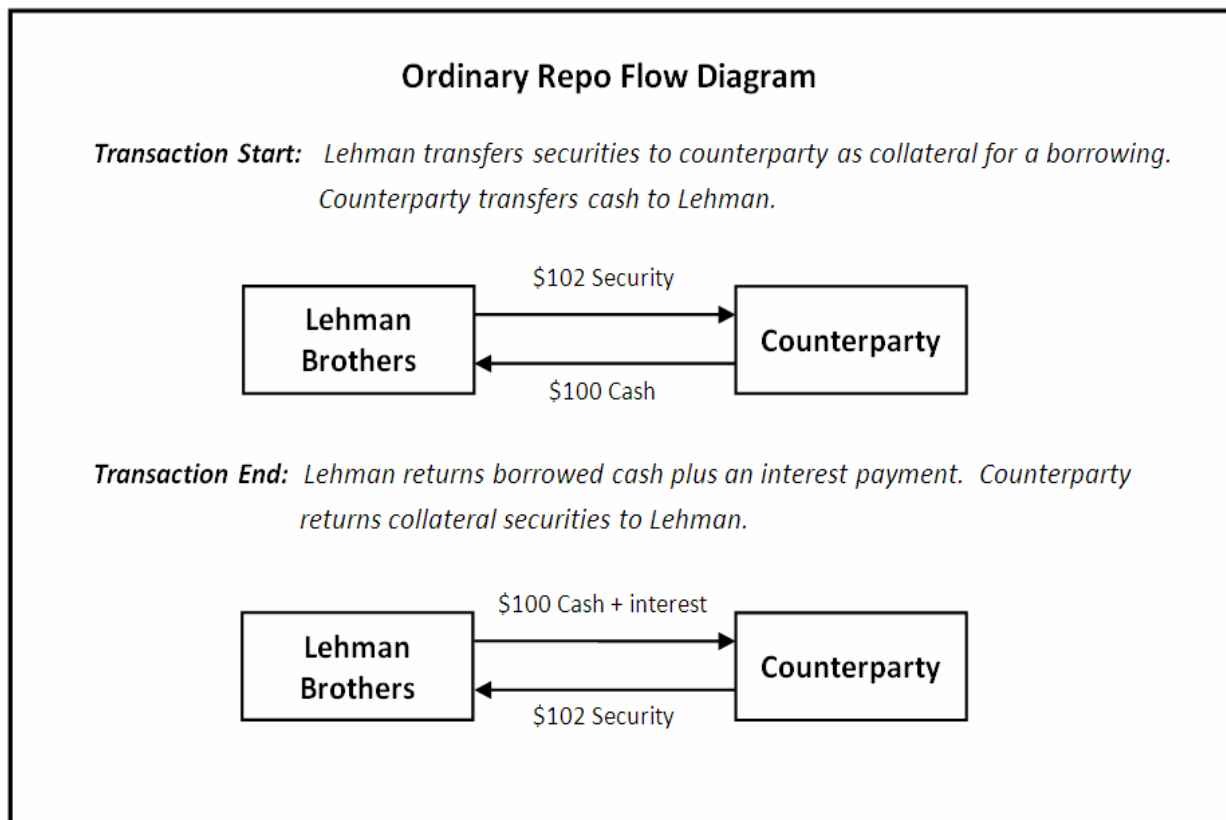 Ordinary Repo Flow Diagram
Transaction Start: Lehman transfers securities to counterparty as collateral for a borrowing.
Counterparty transfers cash to Lehman.
$102 Security
Lehman
Brothers
Counterparty
$100 Cash
Transaction End: Lehman returns borrowed cash plus an interest payment. Counterparty
returns collateral securities to Lehman.
$100 Cash + interest
Lehman
Brothers
Counterparty
$102 Security